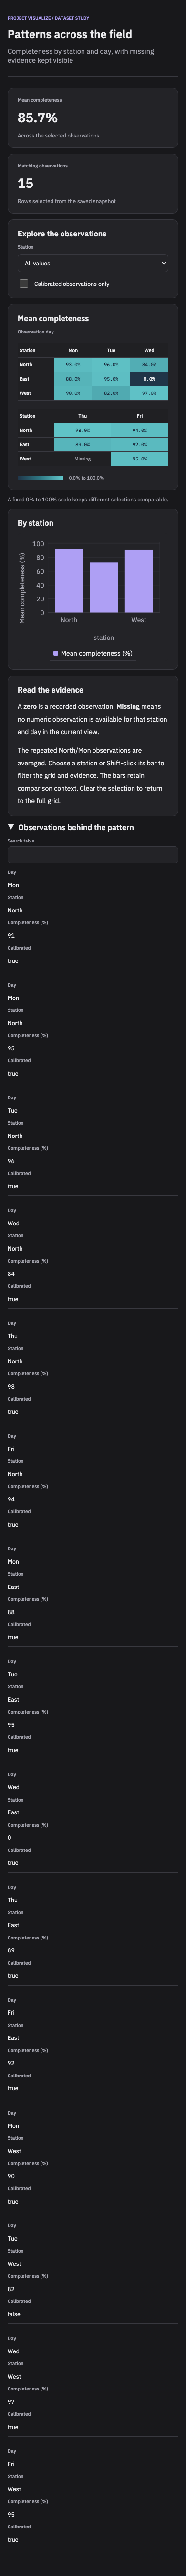 PROJECT VISUALIZE / DATASET STUDY
Patterns across the field
Completeness by station and day, with missing
evidence kept visible
Mean completeness
85.7%
Across the selected observations
Matching observations
15
Rows selected from the saved snapshot
Explore the observations
Station
All values
Calibrated observations only
Mean completeness
Observation day
Station Mon Tue Wed
North 93.0% 96.0% 84.0%
East 88.0% 95.0% 0.0%
West 90.0% 82.0% 97.0%
Station Thu Fri
North 98.0% 94.0%
East 89.0% 92.0%
West Missing 95.0%
0.0% to 100.0%
A fixed 0% to 100% scale keeps different selections comparable.
By station
Mean completeness (%)
100
80
60
40
20
0
North West
station
Mean completeness (%)
Read the evidence
A zero is a recorded observation. Missing means
no numeric observation is available for that station
and day in the current view.
The repeated North/Mon observations are
averaged. Choose a station or Shift-click its bar to
filter the grid and evidence. The bars retain
comparison context. Clear the selection to return
to the full grid.
Observations behind the pattern
Search table
Day
Mon
Station
North
Completeness (%)
91
Calibrated
true
Day
Mon
Station
North
Completeness (%)
95
Calibrated
true
Day
Tue
Station
North
Completeness (%)
96
Calibrated
true
Day
Wed
Station
North
Completeness (%)
84
Calibrated
true
Day
Thu
Station
North
Completeness (%)
98
Calibrated
true
Day
Fri
Station
North
Completeness (%)
94
Calibrated
true
Day
Mon
Station
East
Completeness (%)
88
Calibrated
true
Day
Tue
Station
East
Completeness (%)
95
Calibrated
true
Day
Wed
Station
East
Completeness (%)
0
Calibrated
true
Day
Thu
Station
East
Completeness (%)
89
Calibrated
true
Day
Fri
Station
East
Completeness (%)
92
Calibrated
true
Day
Mon
Station
West
Completeness (%)
90
Calibrated
true
Day
Tue
Station
West
Completeness (%)
82
Calibrated
false
Day
Wed
Station
West
Completeness (%)
97
Calibrated
true
Day
Fri
Station
West
Completeness (%)
95
Calibrated
true